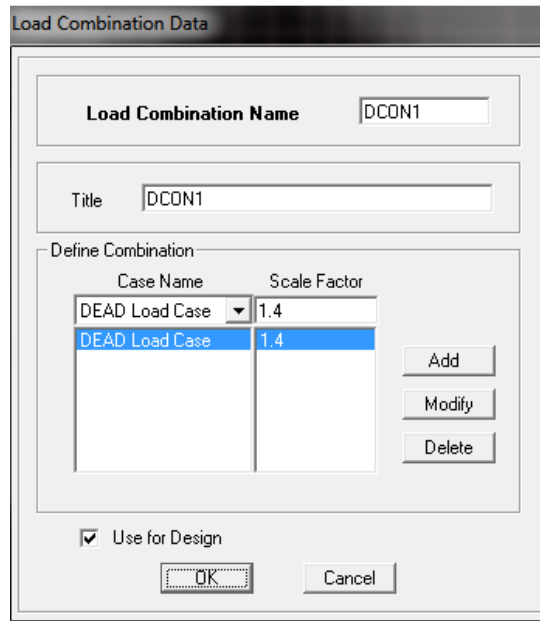 Load Combination Data
Load Combination Name DCON1
Title DCON1
Define Combination
Case Name Scale Factor
DEAD Load Case 1.4
DEAD Load Case 1.4
Add
Modify
Delete
Use for Design
OK Cancel